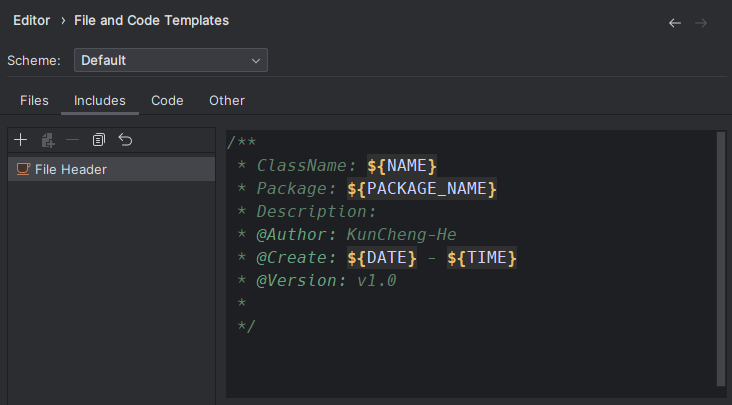 Editor › File and Code Templates
Scheme: Default
Files Includes Code Other
File Header
/**
 * ClassName: ${NAME}
 * Package: ${PACKAGE_NAME}
 * Description:
 * @Author: KunCheng-He
 * @Create: ${DATE} - ${TIME}
 * @Version: v1.0
 *
 */